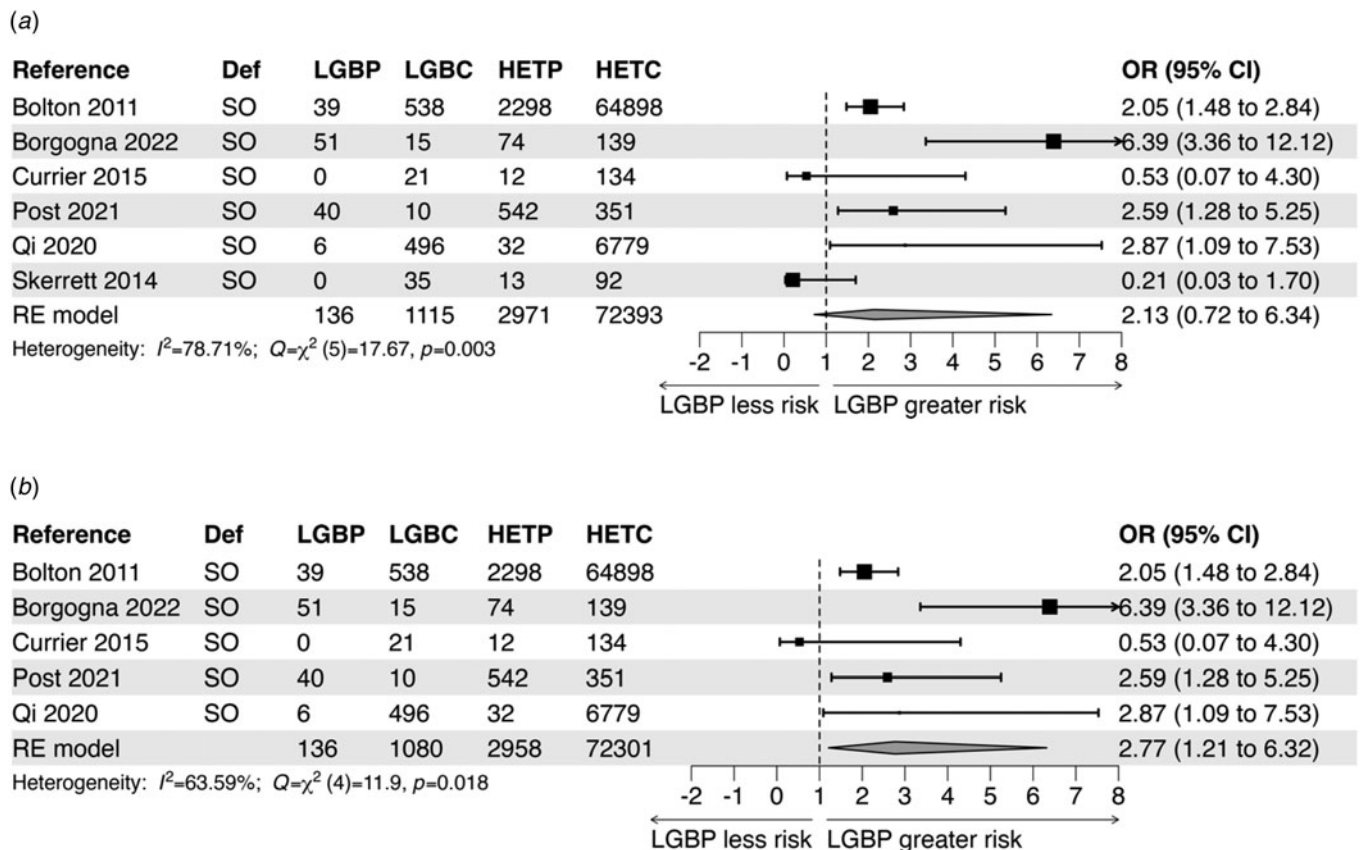 (a)
Reference Def LGBP LGBC HETP HETC OR (95% CI)
Bolton 2011 SO 39 538 2298 64898 2.05 (1.48 to 2.84)
Borgogna 2022 SO 51 15 74 139 6.39 (3.36 to 12.12)
Currier 2015 SO 0 21 12 134 0.53 (0.07 to 4.30)
Post 2021 SO 40 10 542 351 2.59 (1.28 to 5.25)
Qi 2020 SO 6 496 32 6779 2.87 (1.09 to 7.53)
Skerrett 2014 SO 0 35 13 92 0.21 (0.03 to 1.70)
RE model 136 1115 2971 72393 2.13 (0.72 to 6.34)
Heterogeneity: I²=78.71%; Q=χ² (5)=17.67, p=0.003
-2 -1 0 1 2 3 4 5 6 7 8
LGBP less risk LGBP greater risk
(b)
Reference Def LGBP LGBC HETP HETC OR (95% CI)
Bolton 2011 SO 39 538 2298 64898 2.05 (1.48 to 2.84)
Borgogna 2022 SO 51 15 74 139 6.39 (3.36 to 12.12)
Currier 2015 SO 0 21 12 134 0.53 (0.07 to 4.30)
Post 2021 SO 40 10 542 351 2.59 (1.28 to 5.25)
Qi 2020 SO 6 496 32 6779 2.87 (1.09 to 7.53)
RE model 136 1080 2958 72301 2.77 (1.21 to 6.32)
Heterogeneity: I²=63.59%; Q=χ² (4)=11.9, p=0.018
-2 -1 0 1 2 3 4 5 6 7 8
LGBP less risk LGBP greater risk